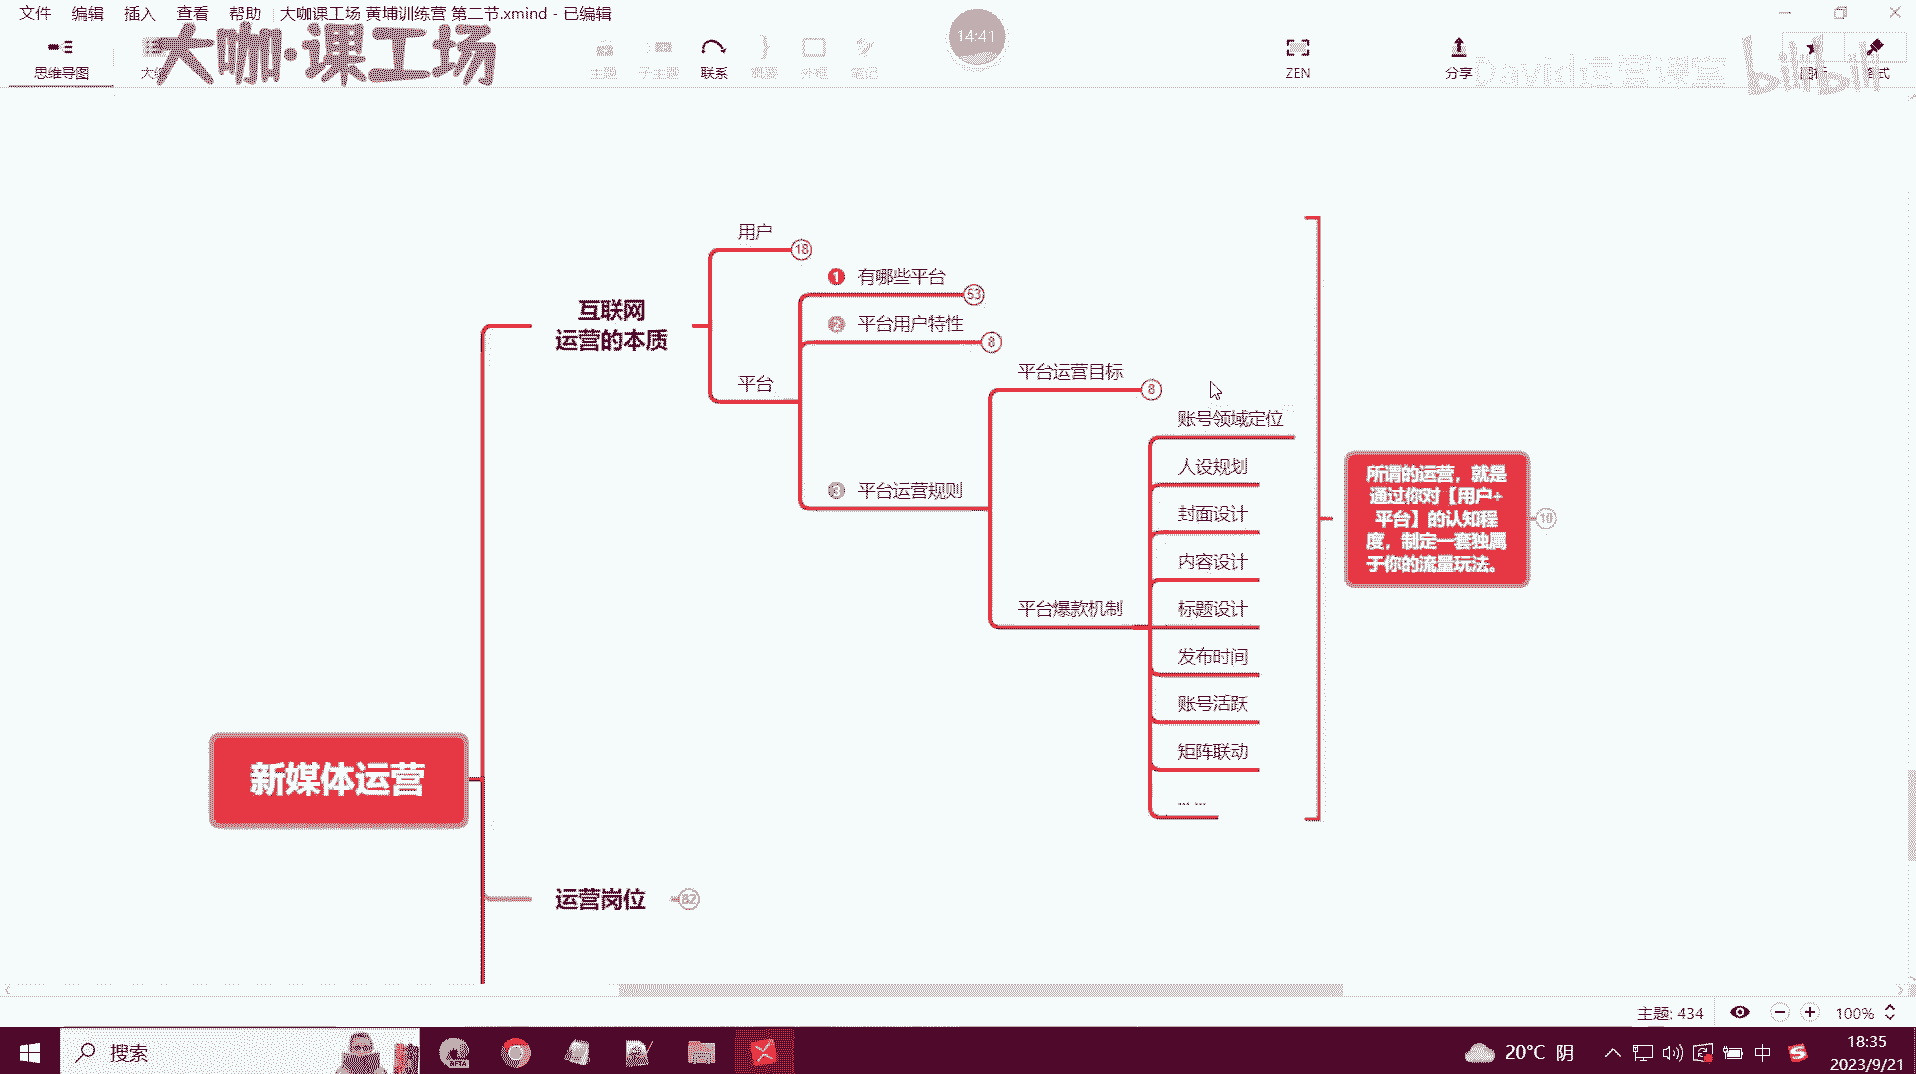 文件 编辑 插入 查看 帮助 大咖课工场 黄埔训练营 第二节.xmind - 已编辑
大咖·课工场
14:41
思维导图
主题 子主题 联系 概要 外框 笔记
ZEN
分享
David运营课堂
bilibili
用户
18
1 有哪些平台
53
2 平台用户特性
8
互联网
运营的本质
平台
平台运营目标
8
账号领域定位
人设规划
3 平台运营规则
封面设计
内容设计
平台爆款机制
标题设计
发布时间
账号活跃
矩阵联动
... ...
所谓的运营，就是
通过你对【用户+
平台】的认知程
度，制定一套独属
于你的流量玩法。
10
新媒体运营
运营岗位
82
主题: 434
100%
搜索
BETA
20°C 阴
中
18:35
2023/9/21